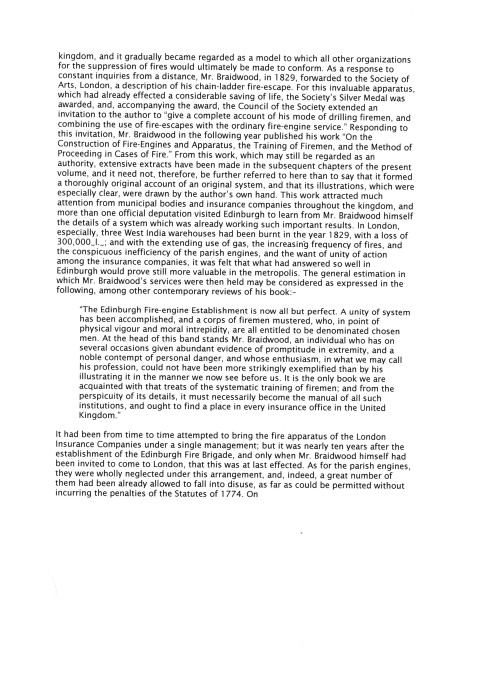 kingdom, and it gradually became regarded as a model to which all other organizations
for the suppression of fires would ultimately be made to conform. As a response to
constant inquiries from a distance, Mr. Braidwood, in 1829, forwarded to the Society of
Arts, London, a description of his chain-ladder fire-escape. For this invaluable apparatus,
which had already effected a considerable saving of life, the Society's Silver Medal was
awarded, and, accompanying the award, the Council of the Society extended an
invitation to the author to "give a complete account of his mode of drilling firemen, and
combining the use of fire-escapes with the ordinary fire-engine service." Responding to
this invitation, Mr. Braidwood in the following year published his work "On the
Construction of Fire-Engines and Apparatus, the Training of Firemen, and the Method of
Proceeding in Cases of Fire." From this work, which may still be regarded as an
authority, extensive extracts have been made in the subsequent chapters of the present
volume, and it need not, therefore, be further referred to here than to say that it formed
a thoroughly original account of an original system, and that its illustrations, which were
especially clear, were drawn by the author's own hand. This work attracted much
attention from municipal bodies and insurance companies throughout the kingdom, and
more than one official deputation visited Edinburgh to learn from Mr. Braidwood himself
the details of a system which was already working such important results. In London,
especially, three West India warehouses had been burnt in the year 1829, with a loss of
300,000_l._; and with the extending use of gas, the increasing frequency of fires, and
the conspicuous inefficiency of the parish engines, and the want of unity of action
among the insurance companies, it was felt that what had answered so well in
Edinburgh would prove still more valuable in the metropolis. The general estimation in
which Mr. Braidwood's services were then held may be considered as expressed in the
following, among other contemporary reviews of his book:-
"The Edinburgh Fire-engine Establishment is now all but perfect. A unity of system
has been accomplished, and a corps of firemen mustered, who, in point of
physical vigour and moral intrepidity, are all entitled to be denominated chosen
men. At the head of this band stands Mr. Braidwood, an individual who has on
several occasions given abundant evidence of promptitude in extremity, and a
noble contempt of personal danger, and whose enthusiasm, in what we may call
his profession, could not have been more strikingly exemplified than by his
illustrating it in the manner we now see before us. It is the only book we are
acquainted with that treats of the systematic training of firemen; and from the
perspicuity of its details, it must necessarily become the manual of all such
institutions, and ought to find a place in every insurance office in the United
Kingdom."
It had been from time to time attempted to bring the fire apparatus of the London
Insurance Companies under a single management; but it was nearly ten years after the
establishment of the Edinburgh Fire Brigade, and only when Mr. Braidwood himself had
been invited to come to London, that this was at last effected. As for the parish engines,
they were wholly neglected under this arrangement, and, indeed, a great number of
them had been already allowed to fall into disuse, as far as could be permitted without
incurring the penalties of the Statutes of 1774. On